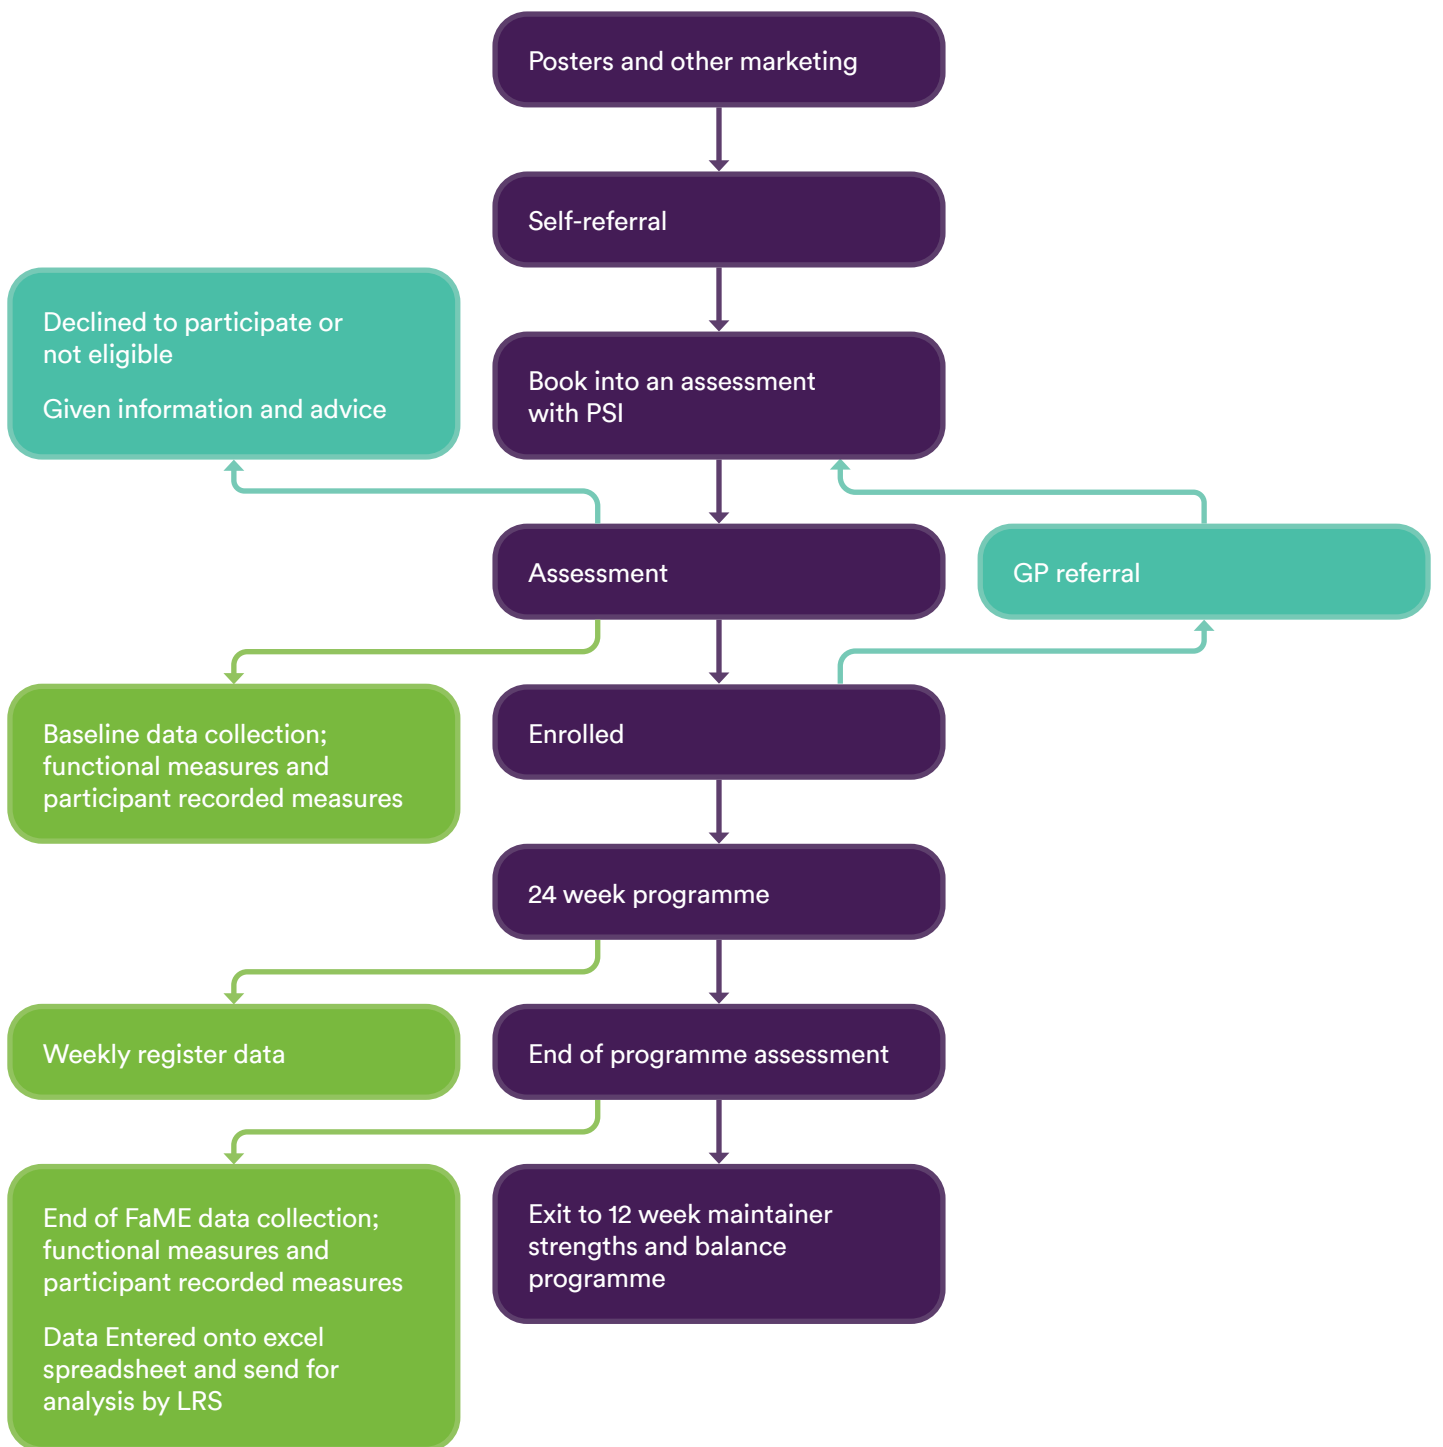 Posters and other marketing
Self-referral
Declined to participate or
not eligible
Given information and advice
Book into an assessment
with PSI
Assessment
GP referral
Baseline data collection;
functional measures and
participant recorded measures
Enrolled
24 week programme
Weekly register data
End of programme assessment
End of FaME data collection;
functional measures and
participant recorded measures
Data Entered onto excel
spreadsheet and send for
analysis by LRS
Exit to 12 week maintainer
strengths and balance
programme